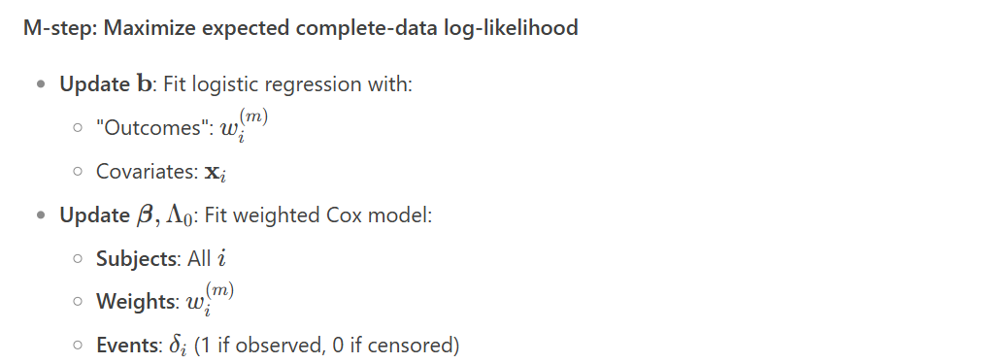 M-step: Maximize expected complete-data log-likelihood
• Update b: Fit logistic regression with:
○ "Outcomes": $w_i^{(m)}$
○ Covariates: $\mathbf{x}_i$
• Update $\boldsymbol{\beta}, \Lambda_0$: Fit weighted Cox model:
○ Subjects: All $i$
○ Weights: $w_i^{(m)}$
○ Events: $\delta_i$ (1 if observed, 0 if censored)